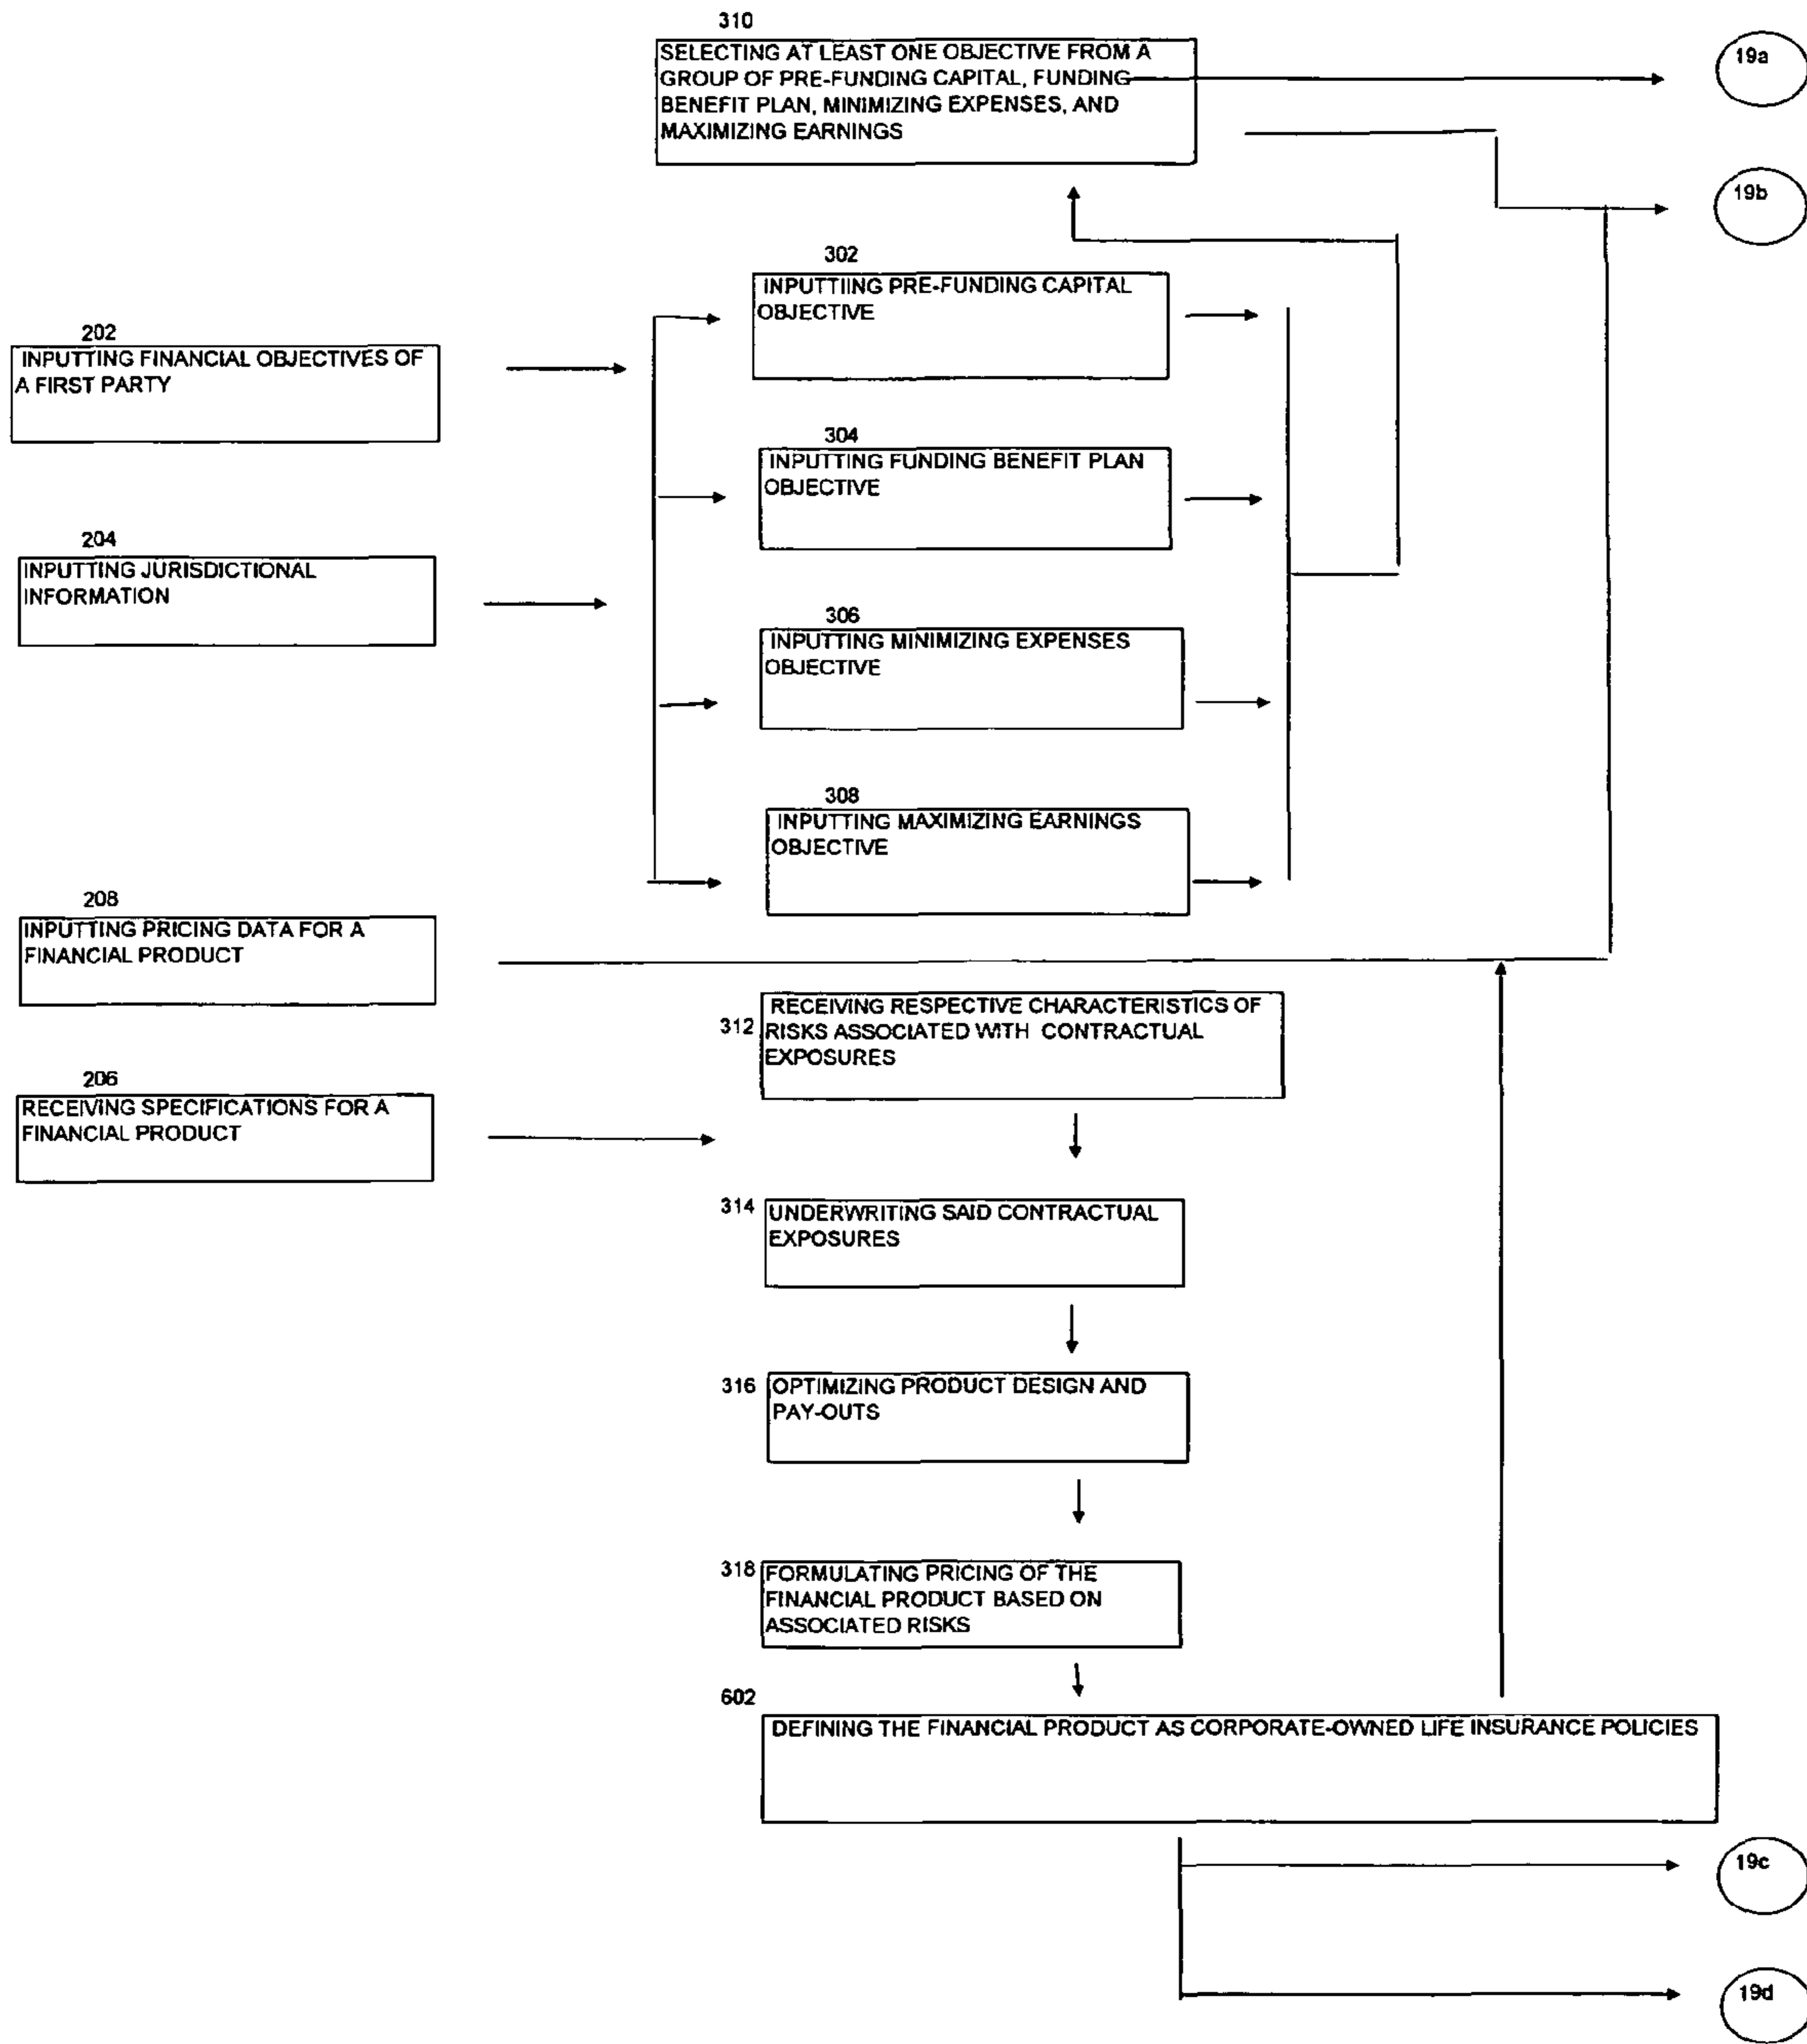 310
SELECTING AT LEAST ONE OBJECTIVE FROM A
GROUP OF PRE-FUNDING CAPITAL, FUNDING
BENEFIT PLAN, MINIMIZING EXPENSES, AND
MAXIMIZING EARNINGS
19a
19b
302
INPUTTIING PRE-FUNDING CAPITAL
OBJECTIVE
202
INPUTTING FINANCIAL OBJECTIVES OF
A FIRST PARTY
304
INPUTTING FUNDING BENEFIT PLAN
OBJECTIVE
204
INPUTTING JURISDICTIONAL
INFORMATION
306
INPUTTING MINIMIZING EXPENSES
OBJECTIVE
308
INPUTTING MAXIMIZING EARNINGS
OBJECTIVE
208
INPUTTING PRICING DATA FOR A
FINANCIAL PRODUCT
312
RECEIVING RESPECTIVE CHARACTERISTICS OF
RISKS ASSOCIATED WITH CONTRACTUAL
EXPOSURES
206
RECEIVING SPECIFICATIONS FOR A
FINANCIAL PRODUCT
314
UNDERWRITING SAID CONTRACTUAL
EXPOSURES
316
OPTIMIZING PRODUCT DESIGN AND
PAY-OUTS
318
FORMULATING PRICING OF THE
FINANCIAL PRODUCT BASED ON
ASSOCIATED RISKS
602
DEFINING THE FINANCIAL PRODUCT AS CORPORATE-OWNED LIFE INSURANCE POLICIES
19c
19d